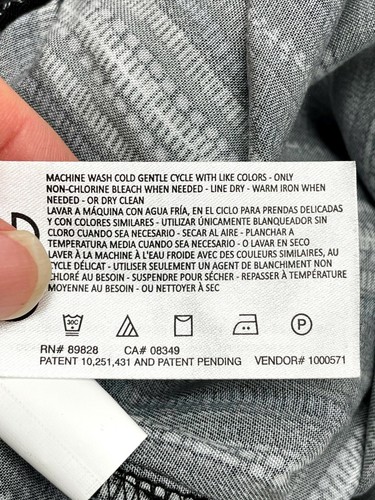 MACHINE WASH COLD GENTLE CYCLE WITH LIKE COLORS - ONLY
NON-CHLORINE BLEACH WHEN NEEDED - LINE DRY - WARM IRON WHEN
NEEDED - OR DRY CLEAN
LAVAR A MÁQUINA CON AGUA FRÍA, EN EL CICLO PARA PRENDAS DELICADAS
Y CON COLORES SIMILARES - UTILIZAR ÚNICAMENTE BLANQUEADOR SIN
CLORO CUANDO SEA NECESARIO - SECAR AL AIRE - PLANCHAR A
TEMPERATURA MEDIA CUANDO SEA NECESARIO - O LAVAR EN SECO
LAVER À LA MACHINE À L'EAU FROIDE AVEC DES COULEURS SIMILAIRES, AU
CYCLE DÉLICAT - UTILISER SEULEMENT UN AGENT DE BLANCHIMENT NON
CHLORÉ AU BESOIN - SUSPENDRE POUR SÉCHER - REPASSER À TEMPÉRATURE
MOYENNE AU BESOIN - OU NETTOYER À SEC
P
RN# 89828 CA# 08349
PATENT 10,251,431 AND PATENT PENDING VENDOR# 1000571